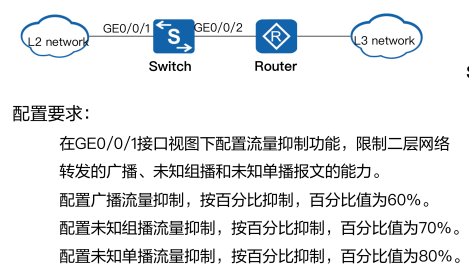 GE0/0/1
GE0/0/2
L2 network
S
L3 network
Switch
Router
配置要求：
在GE0/0/1接口视图下配置流量抑制功能，限制二层网络
转发的广播、未知组播和未知单播报文的能力。
配置广播流量抑制，按百分比抑制，百分比值为60%。
配置未知组播流量抑制，按百分比抑制，百分比值为70%。
配置未知单播流量抑制，按百分比抑制，百分比值为80%。